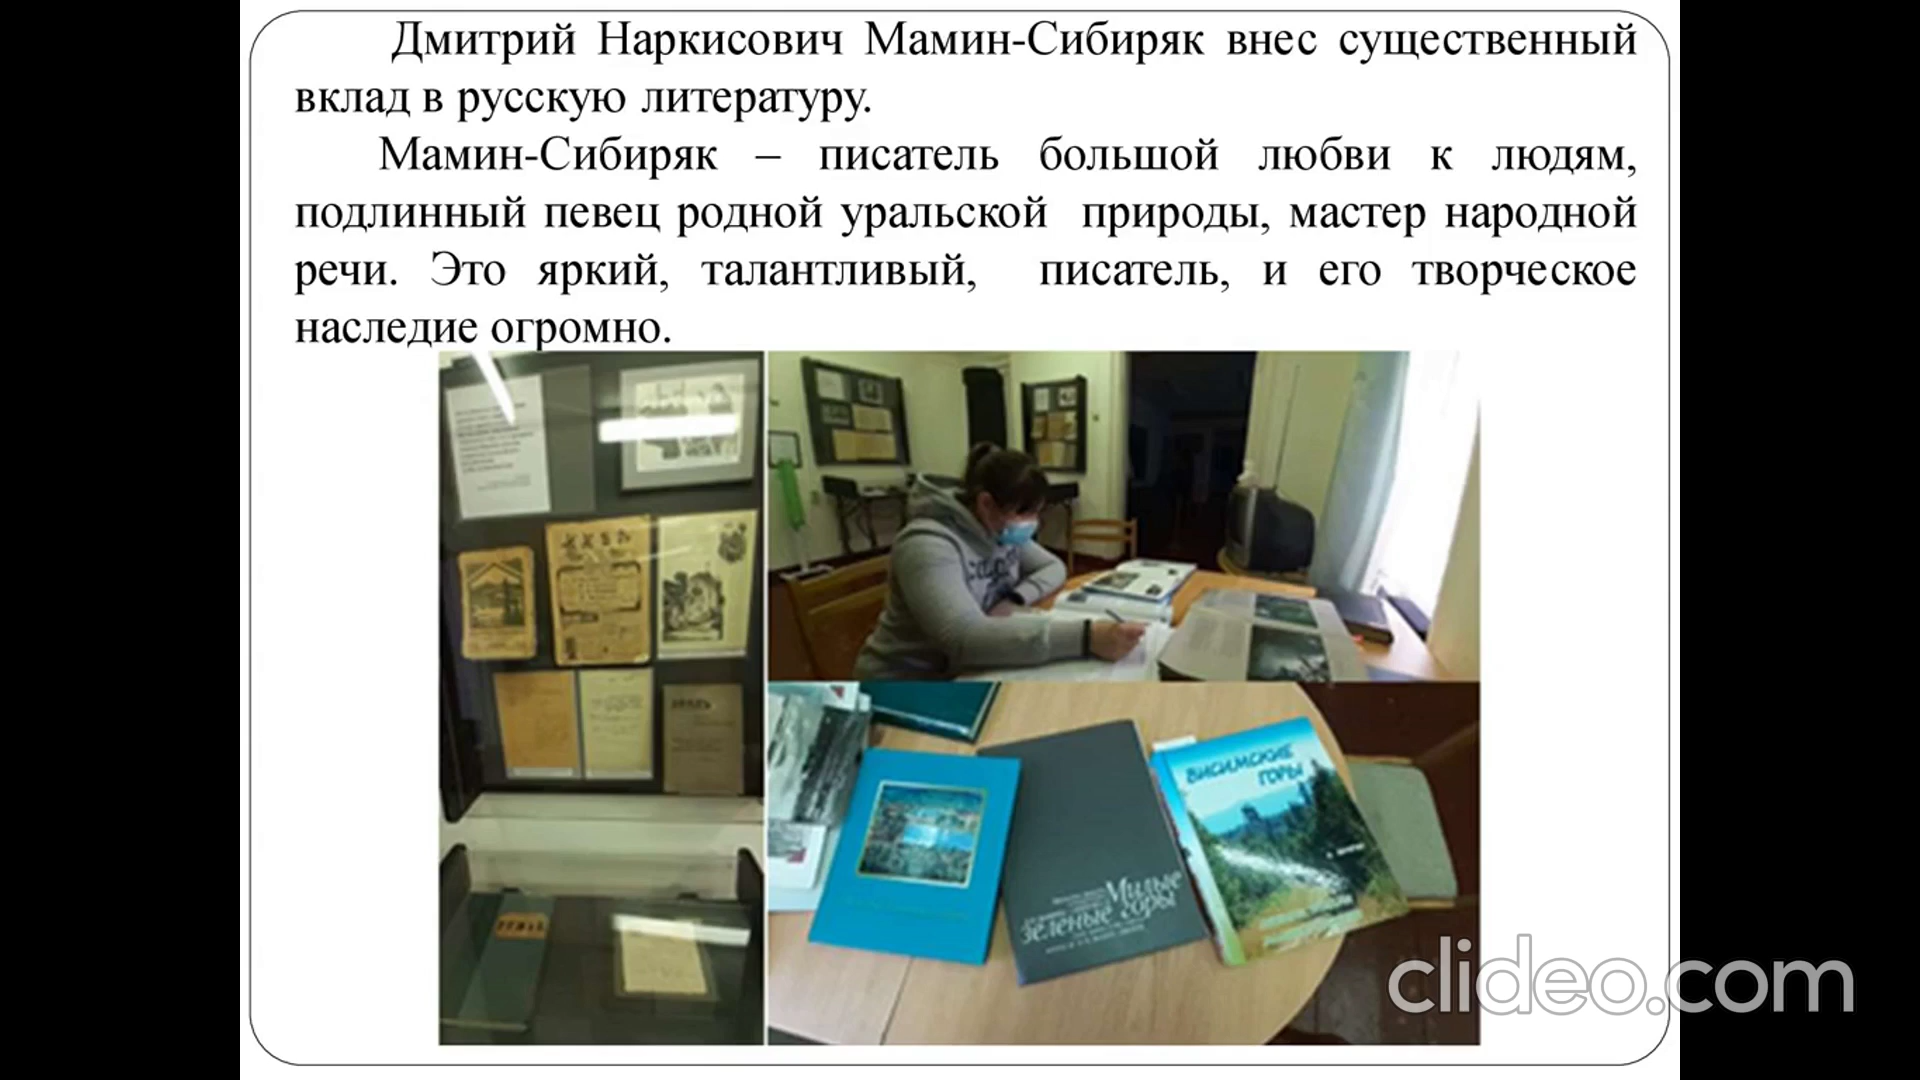 Дмитрий Наркисович Мамин-Сибиряк внес существенный
вклад в русскую литературу.
Мамин-Сибиряк – писатель большой любви к людям,
подлинный певец родной уральской природы, мастер народной
речи. Это яркий, талантливый, писатель, и его творческое
наследие огромно.
ВИСИМСКИЕ
ГОРЫ
Милые
зеленые горы
clideo.com